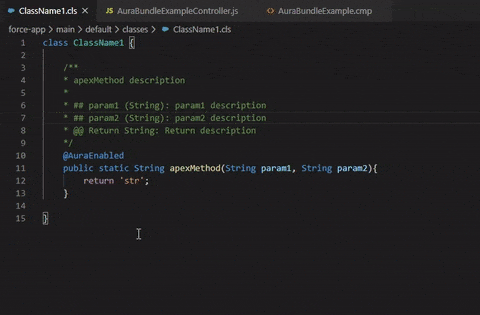 ClassName1.cls × JS AuraBundleExampleController.js AuraBundleExample.cmp
force-app > main > default > classes > ClassName1.cls
1 class ClassName1 {
2
3 /**
4 * apexMethod description
5 *
6 * ## param1 (String): param1 description
7 * ## param2 (String): param2 description
8 * @@ Return String: Return description
9 */
10 @AuraEnabled
11 public static String apexMethod(String param1, String param2){
12 return 'str';
13 }
14
15 }